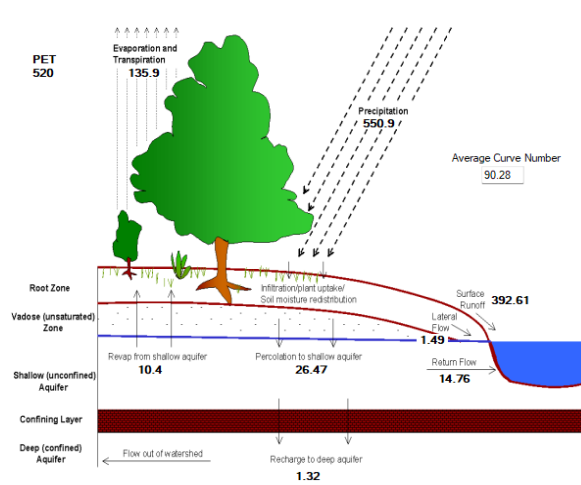 PET
520
Evaporation and
Transpiration
135.9
Precipitation
550.9
Average Curve Number
90.28
Root Zone
Infiltration/plant uptake/
Soil moisture redistribution
Surface
Runoff
392.61
Vadose (unsaturated)
Zone
Lateral
Flow
1.49
Revap from shallow aquifer
10.4
Percolation to shallow aquifer
26.47
Return Flow
14.76
Shallow (unconfined)
Aquifer
Confining Layer
Deep (confined)
Aquifer
Flow out of watershed
Recharge to deep aquifer
1.32